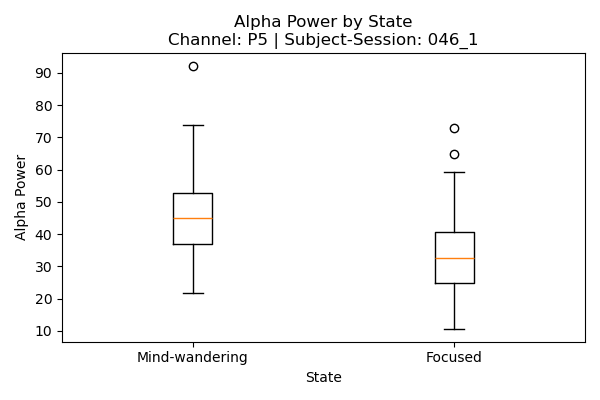 Alpha Power by State
Channel: P5 | Subject-Session: 046_1
Alpha Power
90
80
70
60
50
40
30
20
10
Mind-wandering
Focused
State